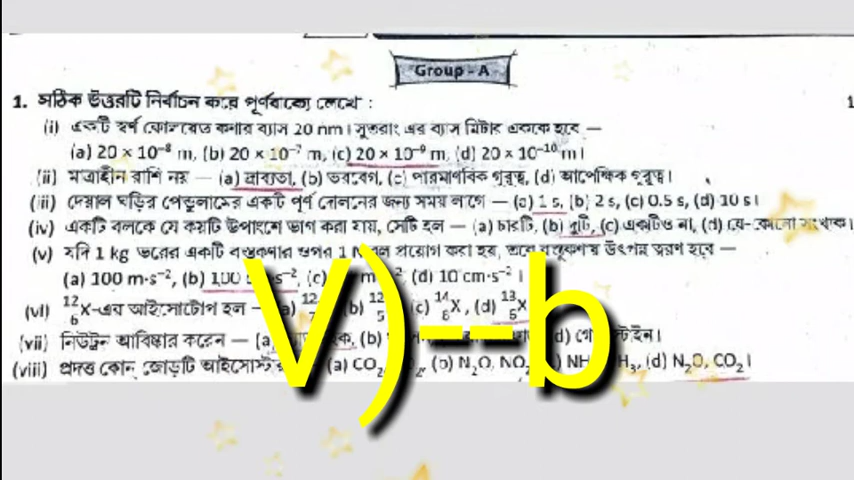 Group - A
1. সঠিক উত্তরটি নির্বাচন করে পূর্ণবাক্যে লেখো :
(i) একটি স্বর্ণ কোলয়েড কণার ব্যাস 20 nm। সুতরাং এর ব্যাস মিটার এককে হবে —
(a) 20 × 10⁻⁸ m, (b) 20 × 10⁻⁷ m, (c) 20 × 10⁻⁹ m, (d) 20 × 10⁻¹⁰ m।
(ii) মাত্রাহীন রাশি নয় — (a) দ্রাব্যতা, (b) ভরবেগ, (c) পারমাণবিক গুরুত্ব, (d) আপেক্ষিক গুরুত্ব।
(iii) দেয়াল ঘড়ির পেন্ডুলামের একটি পূর্ণ দোলনের জন্য সময় লাগে — (a) 1 s, (b) 2 s, (c) 0.5 s, (d) 10 s।
(iv) একটি বলকে যে কয়টি উপাংশে ভাগ করা যায়, সেটি হল — (a) চারটি, (b) দুটি, (c) একটিও না, (d) যে-কোনো সংখ্যক।
(v) যদি 1 kg ভরের একটি বস্তুকণার ওপর 1 প্রয়োগ করা হয়, তবে বস্তুকণায় উৎপন্ন ত্বরণ হবে —
(a) 100 m·s⁻², (b) 100 s⁻², (c) m (d) 10 cm·s⁻²।
(vi) ¹²₆X-এর আইসোটোপ হল — (b) (c) ¹⁴₆X, (d) ¹³₆X
(vii) নিউট্রন আবিষ্কার করেন — (a) (b)
(viii) প্রদত্ত কোন্ জোড়টি (a) CO₂, (b) N₂O, NO₂, (d) N₂O, CO₂।
V)--b